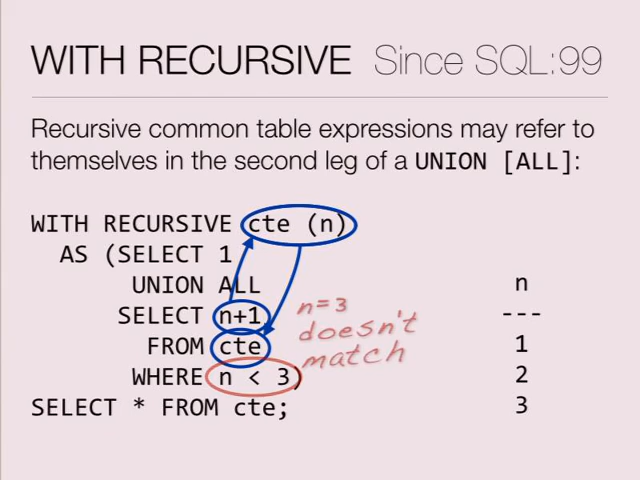 WITH RECURSIVE Since SQL:99
Recursive common table expressions may refer to
themselves in the second leg of a UNION [ALL]:
WITH RECURSIVE cte (n)
AS (SELECT 1
UNION ALL
SELECT n+1
FROM cte
WHERE n < 3)
SELECT * FROM cte;
n=3
doesn't
match
n
---
1
2
3